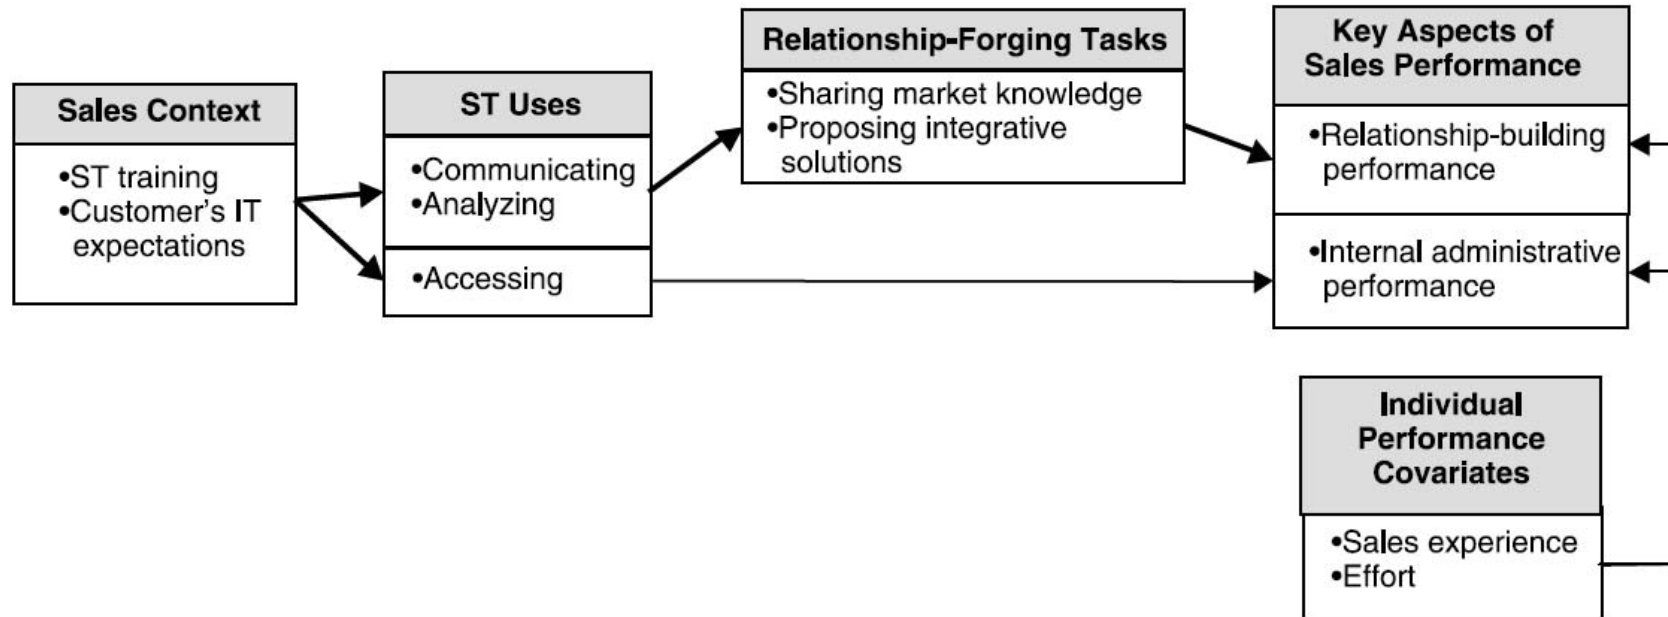 Sales Context
•ST training
•Customer's IT
expectations
ST Uses
•Communicating
•Analyzing
•Accessing
Relationship-Forging Tasks
•Sharing market knowledge
•Proposing integrative
solutions
Key Aspects of
Sales Performance
•Relationship-building
performance
•Internal administrative
performance
Individual
Performance
Covariates
•Sales experience
•Effort